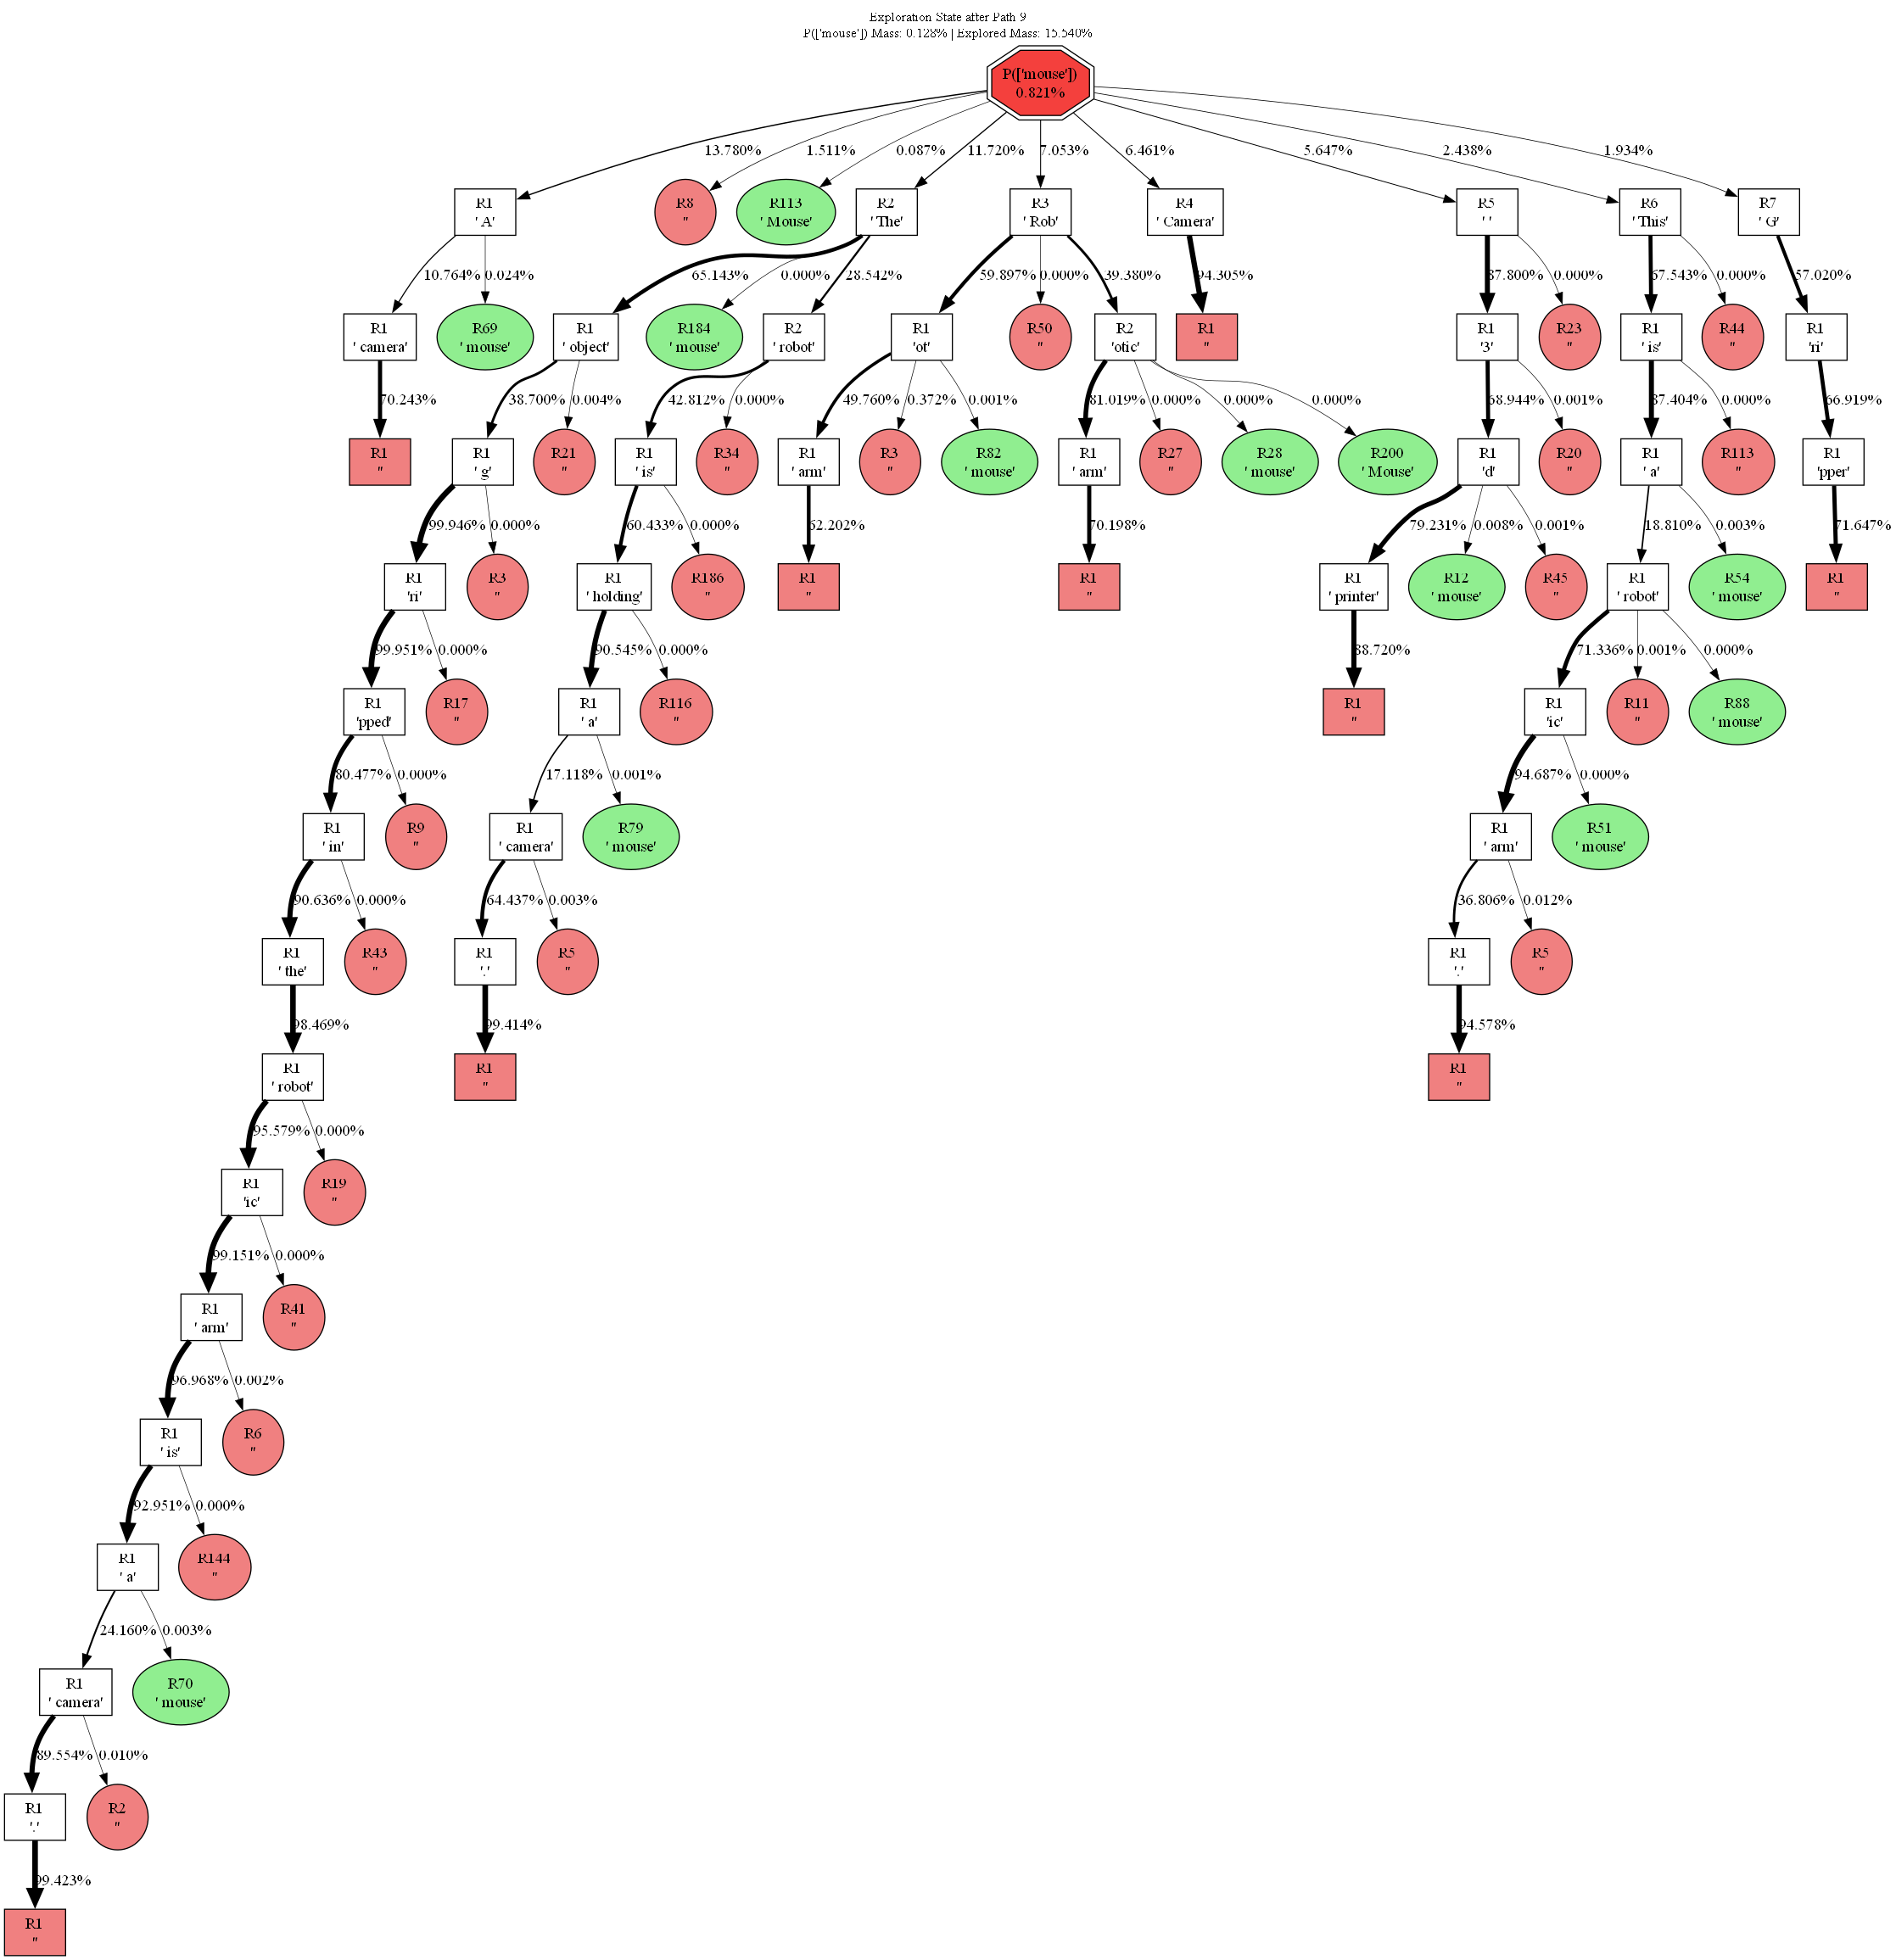 Exploration State after Path 9
P(['mouse']) Mass: 0.128% | Explored Mass: 15.540%
P(['mouse'])
0.821%
13.780%
1.511%
0.087%
11.720%
7.053%
6.461%
5.647%
2.438%
1.934%
R1
' A'
R8
''
R113
' Mouse'
R2
' The'
R3
' Rob'
R4
' Camera'
R5
' '
R6
' This'
R7
' G'
10.764%
0.024%
65.143%
0.000%
28.542%
59.897%
0.000%
39.380%
94.305%
87.800%
0.000%
67.543%
0.000%
57.020%
R1
' camera'
R69
' mouse'
R1
' object'
R184
' mouse'
R2
' robot'
R1
'ot'
R50
''
R2
'otic'
R1
''
R1
'3'
R23
''
R1
' is'
R44
''
R1
'ri'
70.243%
38.700%
0.004%
42.812%
0.000%
49.760%
0.372%
0.001%
81.019%
0.000%
0.000%
0.000%
68.944%
0.001%
87.404%
0.000%
66.919%
R1
''
R1
' g'
R21
''
R1
' is'
R34
''
R1
' arm'
R3
''
R82
' mouse'
R1
' arm'
R27
''
R28
' mouse'
R200
' Mouse'
R1
'd'
R20
''
R1
' a'
R113
''
R1
'pper'
99.946%
0.000%
60.433%
0.000%
62.202%
70.198%
79.231%
0.008%
0.001%
18.810%
0.003%
71.647%
R1
'ri'
R3
''
R1
' holding'
R186
''
R1
''
R1
''
R1
' printer'
R12
' mouse'
R45
''
R1
' robot'
R54
' mouse'
R1
''
99.951%
0.000%
90.545%
0.000%
88.720%
71.336%
0.001%
0.000%
R1
'pped'
R17
''
R1
' a'
R116
''
R1
''
R1
'ic'
R11
''
R88
' mouse'
80.477%
0.000%
17.118%
0.001%
94.687%
0.000%
R1
' in'
R9
''
R1
' camera'
R79
' mouse'
R1
' arm'
R51
' mouse'
90.636%
0.000%
64.437%
0.003%
36.806%
0.012%
R1
' the'
R43
''
R1
'.'
R5
''
R1
'.'
R5
''
98.469%
99.414%
94.578%
R1
' robot'
R1
''
R1
''
95.579%
0.000%
R1
'ic'
R19
''
99.151%
0.000%
R1
' arm'
R41
''
96.968%
0.002%
R1
' is'
R6
''
92.951%
0.000%
R1
' a'
R144
''
24.160%
0.003%
R1
' camera'
R70
' mouse'
89.554%
0.010%
R1
'.'
R2
''
99.423%
R1
''